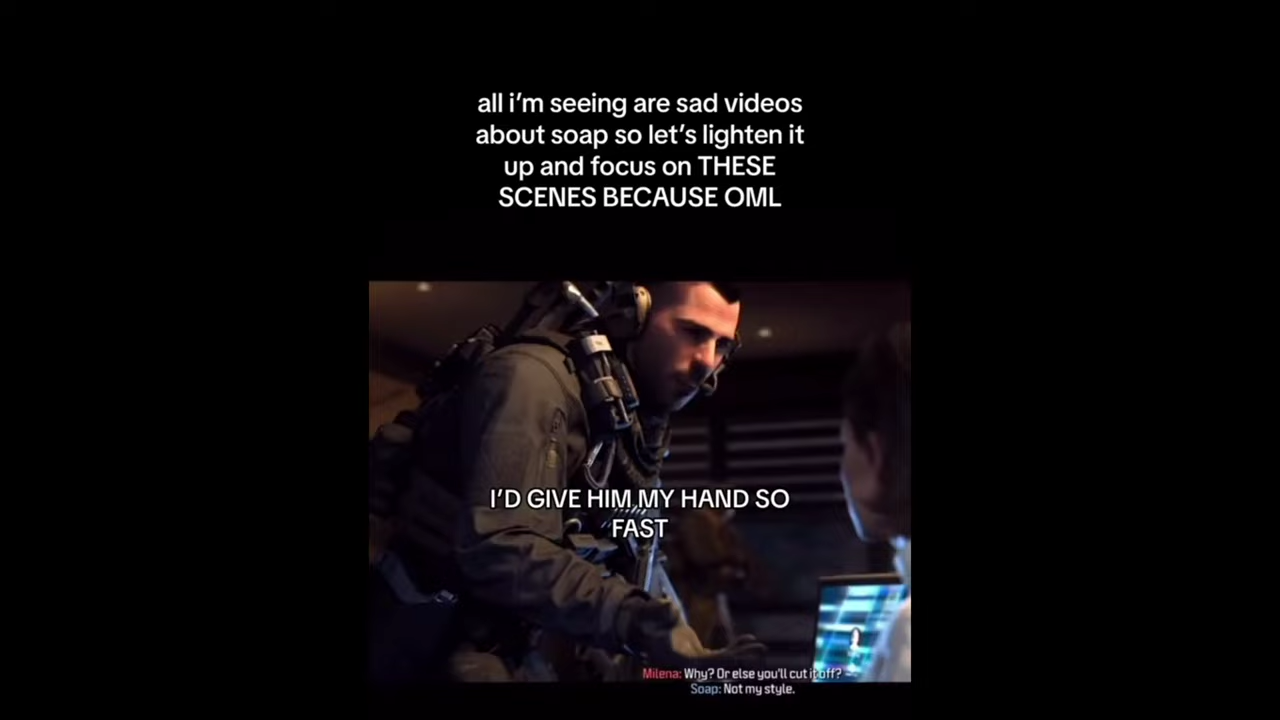 all i’m seeing are sad videos
about soap so let’s lighten it
up and focus on THESE
SCENES BECAUSE OML
I’D GIVE HIM MY HAND SO
FAST
Milena: Why? Or else you'll cut it off?
Soap: Not my style.